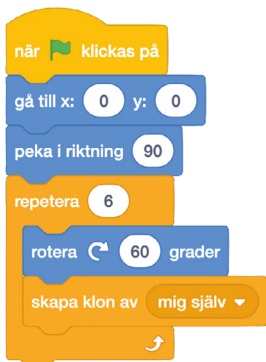 när klickas på
gå till x: 0 y: 0
peka i riktning 90
repetera 6
rotera 60 grader
skapa klon av mig själv